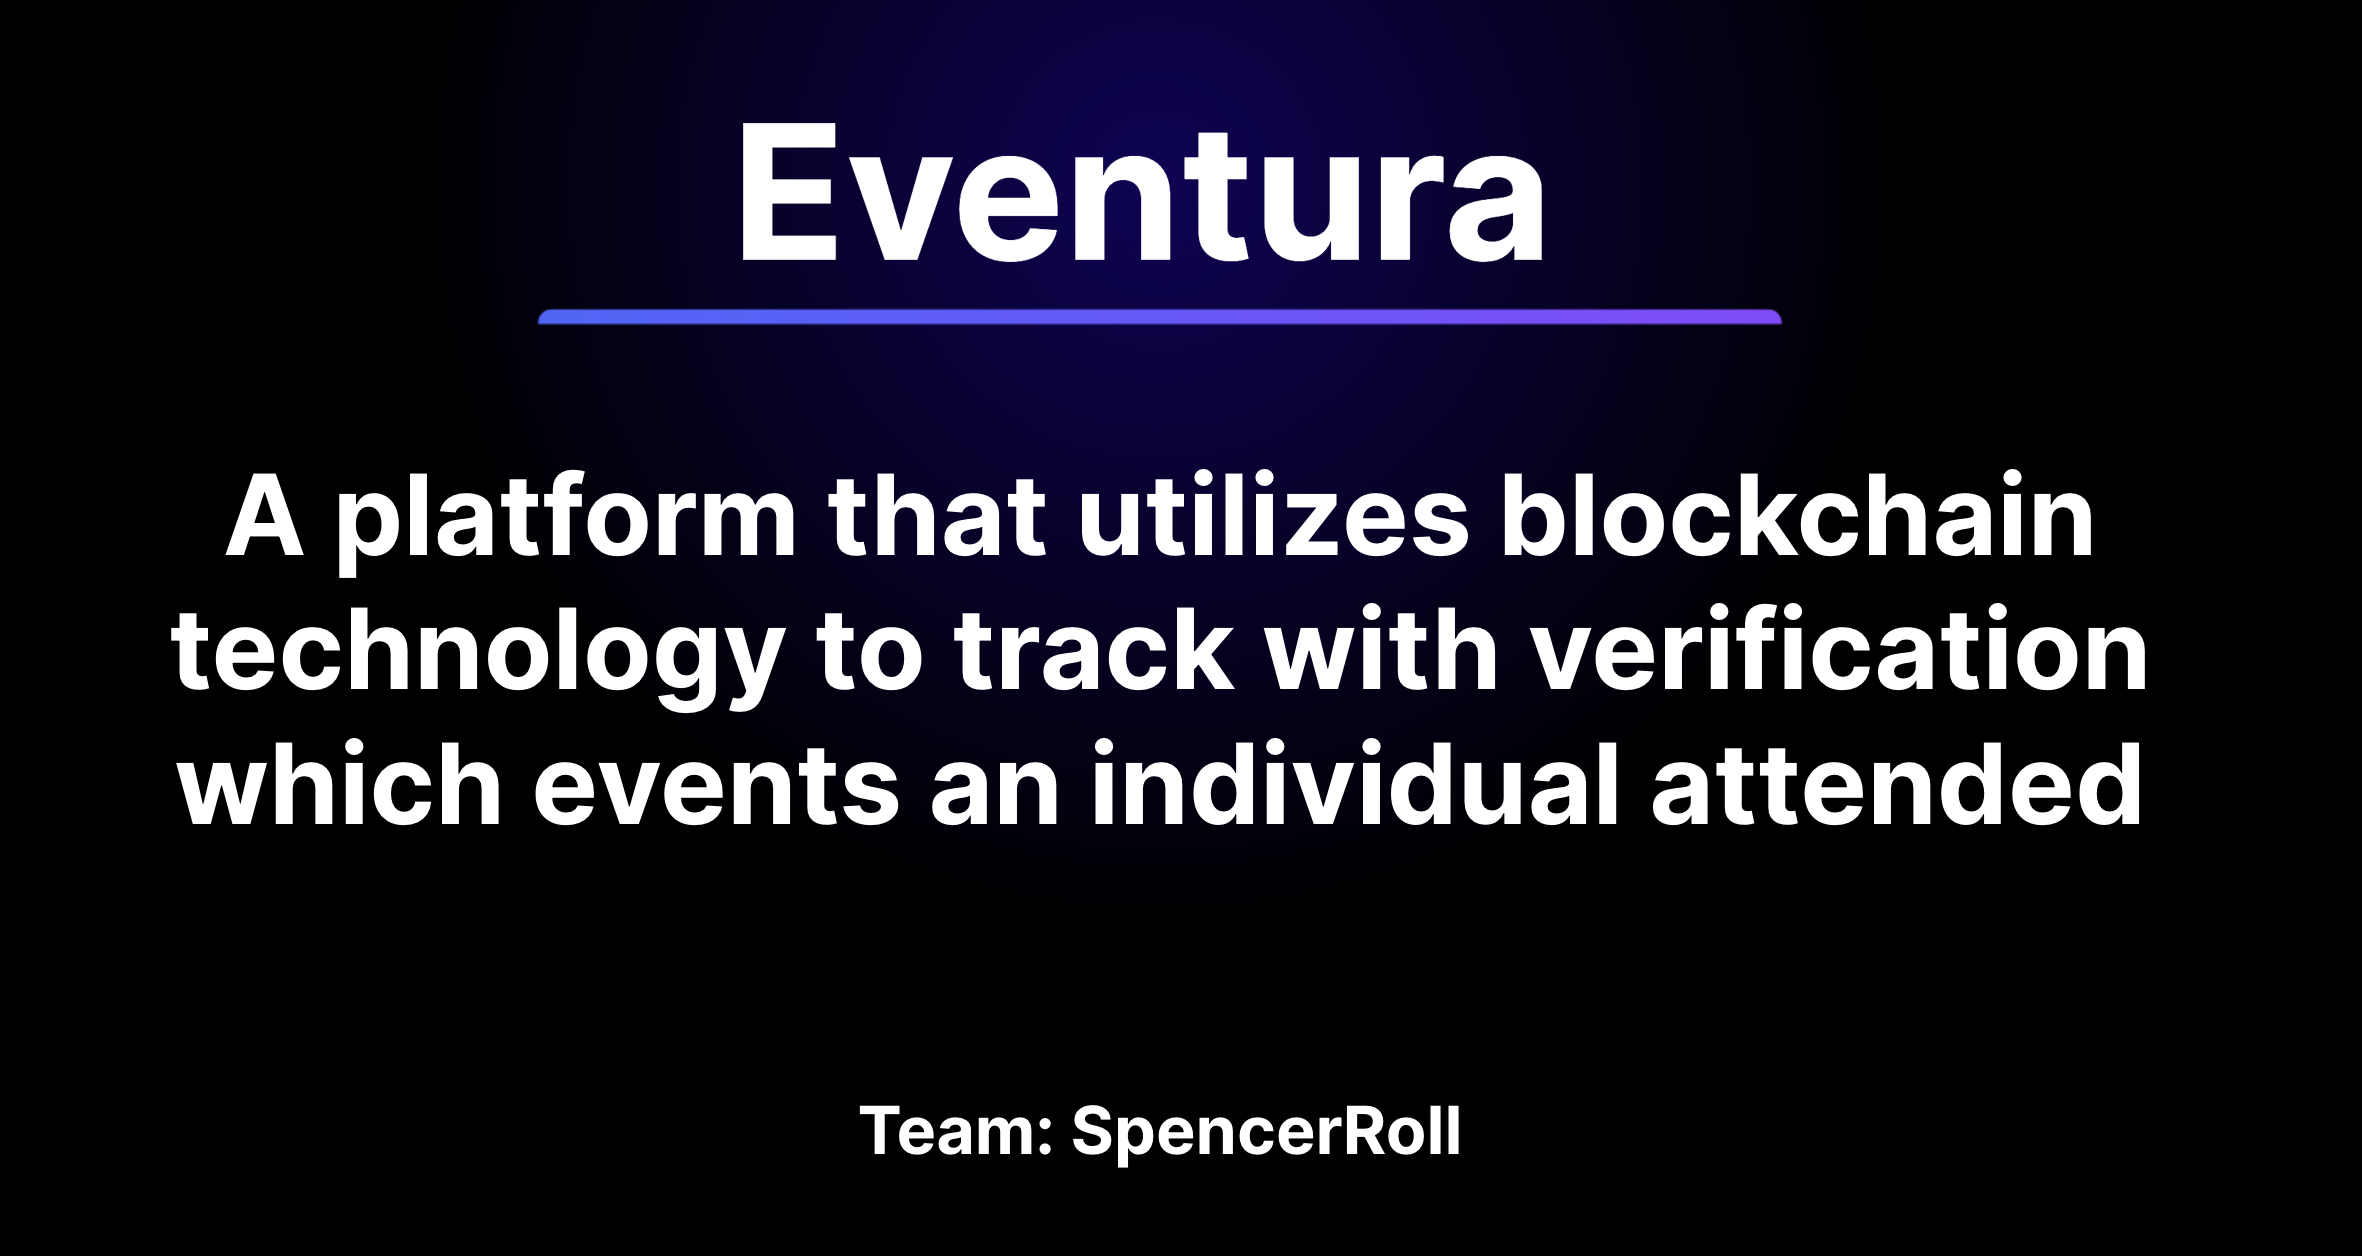 Eventura
A platform that utilizes blockchain
technology to track with verification
which events an individual attended
Team: SpencerRoll